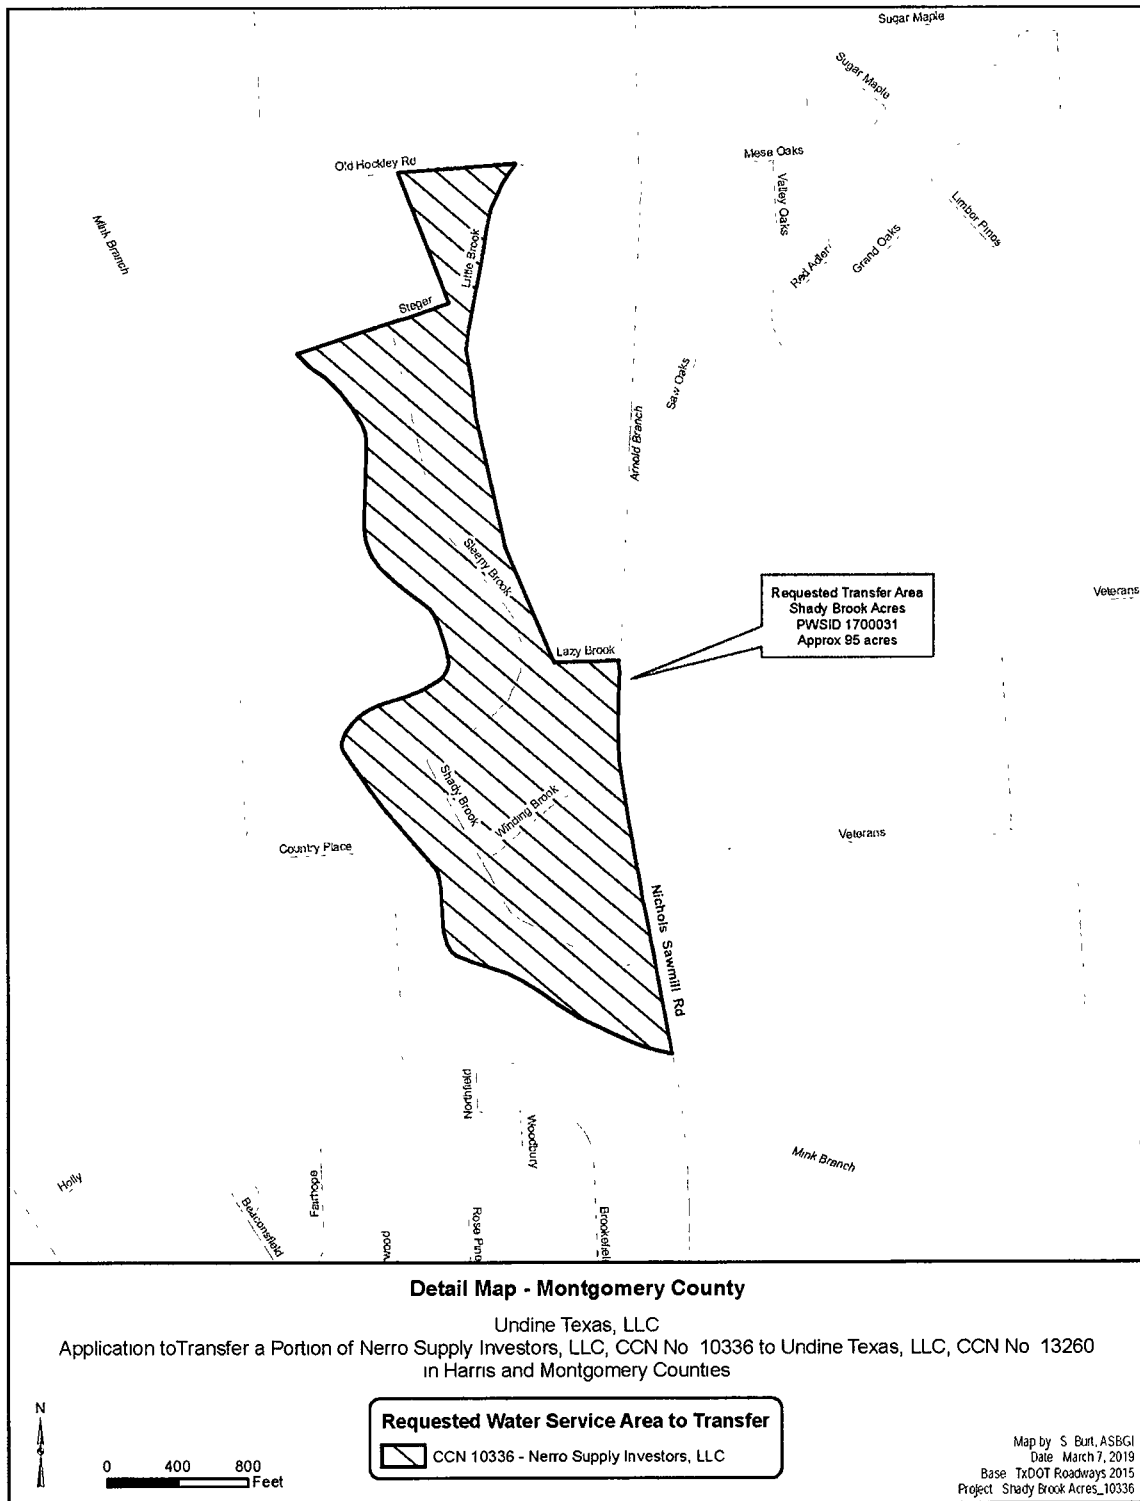 Sugar Maple
Sugar Maple
Old Hockley Rd
Mesa Oaks
Valley Oaks
Limbor Pines
Mink Branch
Little Brook
Red Adler
Grand Oaks
Steger
Saw Oaks
Arnold Branch
Sleepy Brook
Requested Transfer Area
Shady Brook Acres
PWSID 1700031
Approx 95 acres
Veterans
Lazy Brook
Shady Brook
Winding Brook
Country Place
Veterans
Nichols Sawmill Rd
Northfield
Woodbury
Mink Branch
Holly
Fairhope
Beaconsfield
pood
Rose Pine
Brookefiel
Detail Map - Montgomery County
Undine Texas, LLC
Application toTransfer a Portion of Nerro Supply Investors, LLC, CCN No 10336 to Undine Texas, LLC, CCN No 13260
in Harris and Montgomery Counties
N
0 400 800
Feet
Requested Water Service Area to Transfer
CCN 10336 - Nerro Supply Investors, LLC
Map by S Burt, ASBGI
Date March 7, 2019
Base TxDOT Roadways 2015
Project Shady Brook Acres_10336